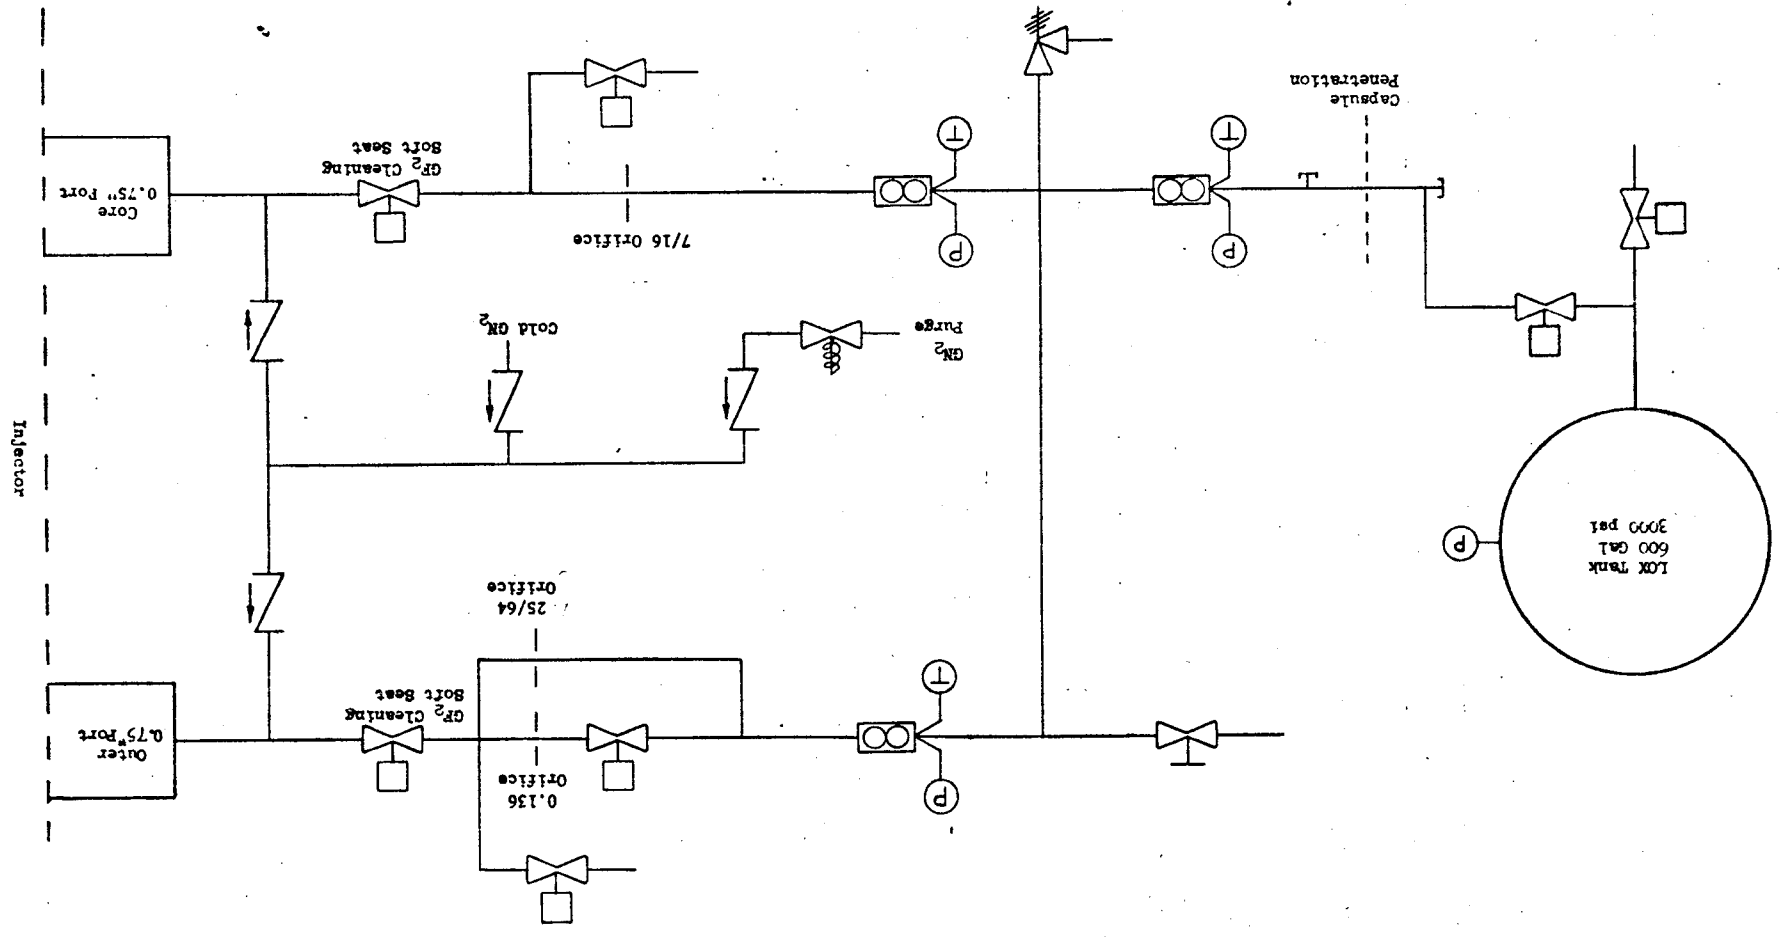 P
0.136
Orifice
Outer
0.75" Port
GF₂ Cleaning
Soft Seat
T
25/64
Orifice
LOX Tank
600 Gal
3000 psi
P
Injector
GN₂
Purge
Cold GN₂
P
P
7/16 Orifice
Core
0.75" Port
GF₂ Cleaning
Soft Seat
T
T
Capsule
Penetration